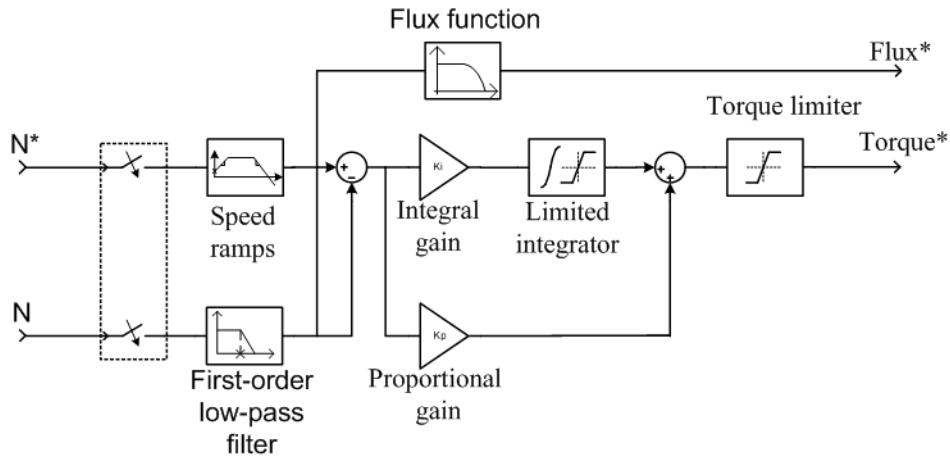 Flux function
Flux*
Torque limiter
N*
Torque*
+
−
Ki
+
+
Speed
ramps
Integral
gain
Limited
integrator
N
Kp
First-order
low-pass
filter
Proportional
gain